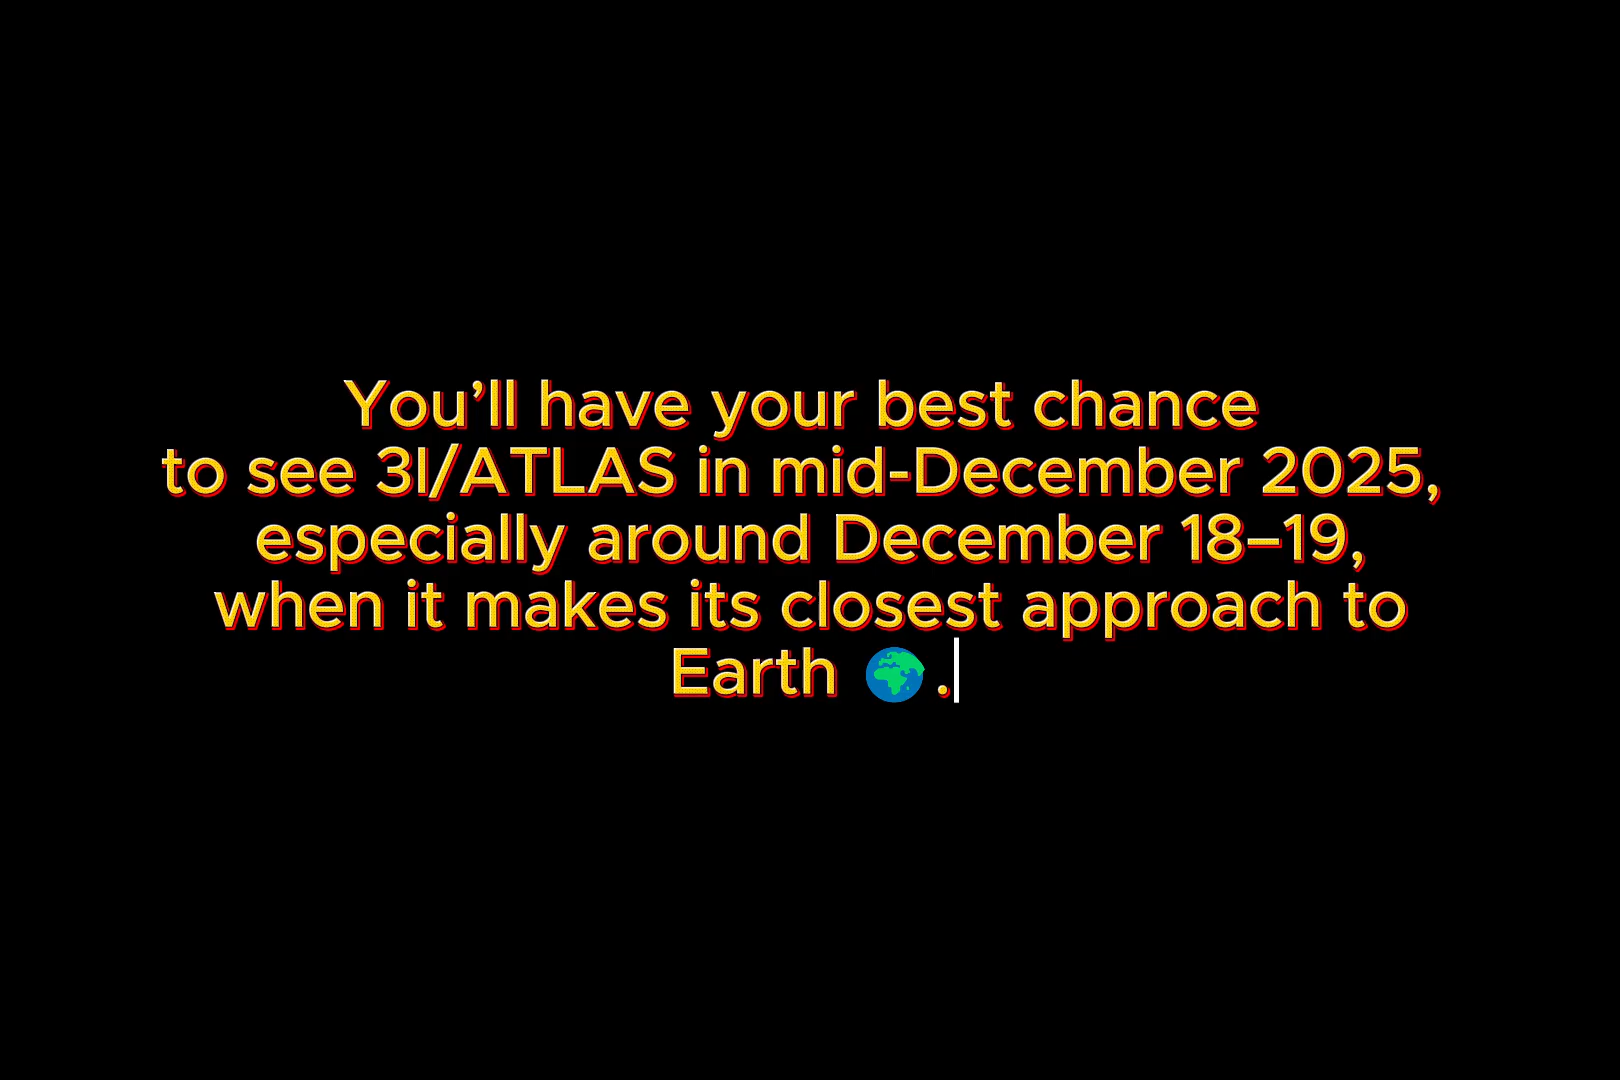 You’ll have your best chance
to see 3I/ATLAS in mid-December 2025,
especially around December 18–19,
when it makes its closest approach to
Earth 🌍.